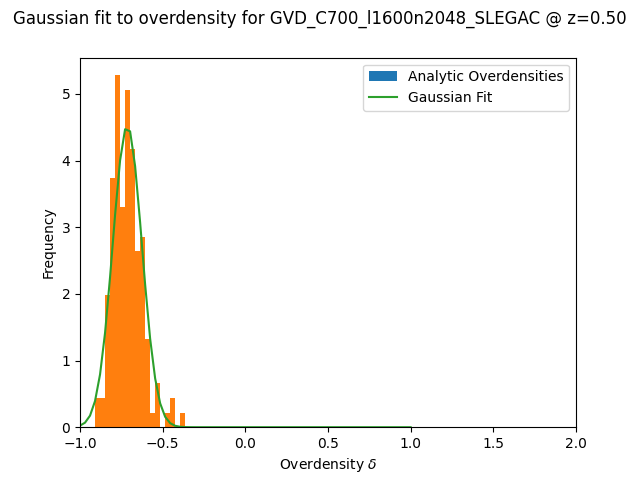 Gaussian fit to overdensity for GVD_C700_l1600n2048_SLEGAC @ z=0.50
Analytic Overdensities
Gaussian Fit
Frequency
5
4
3
2
1
0
−1.0 −0.5 0.0 0.5 1.0 1.5 2.0
Overdensity δ